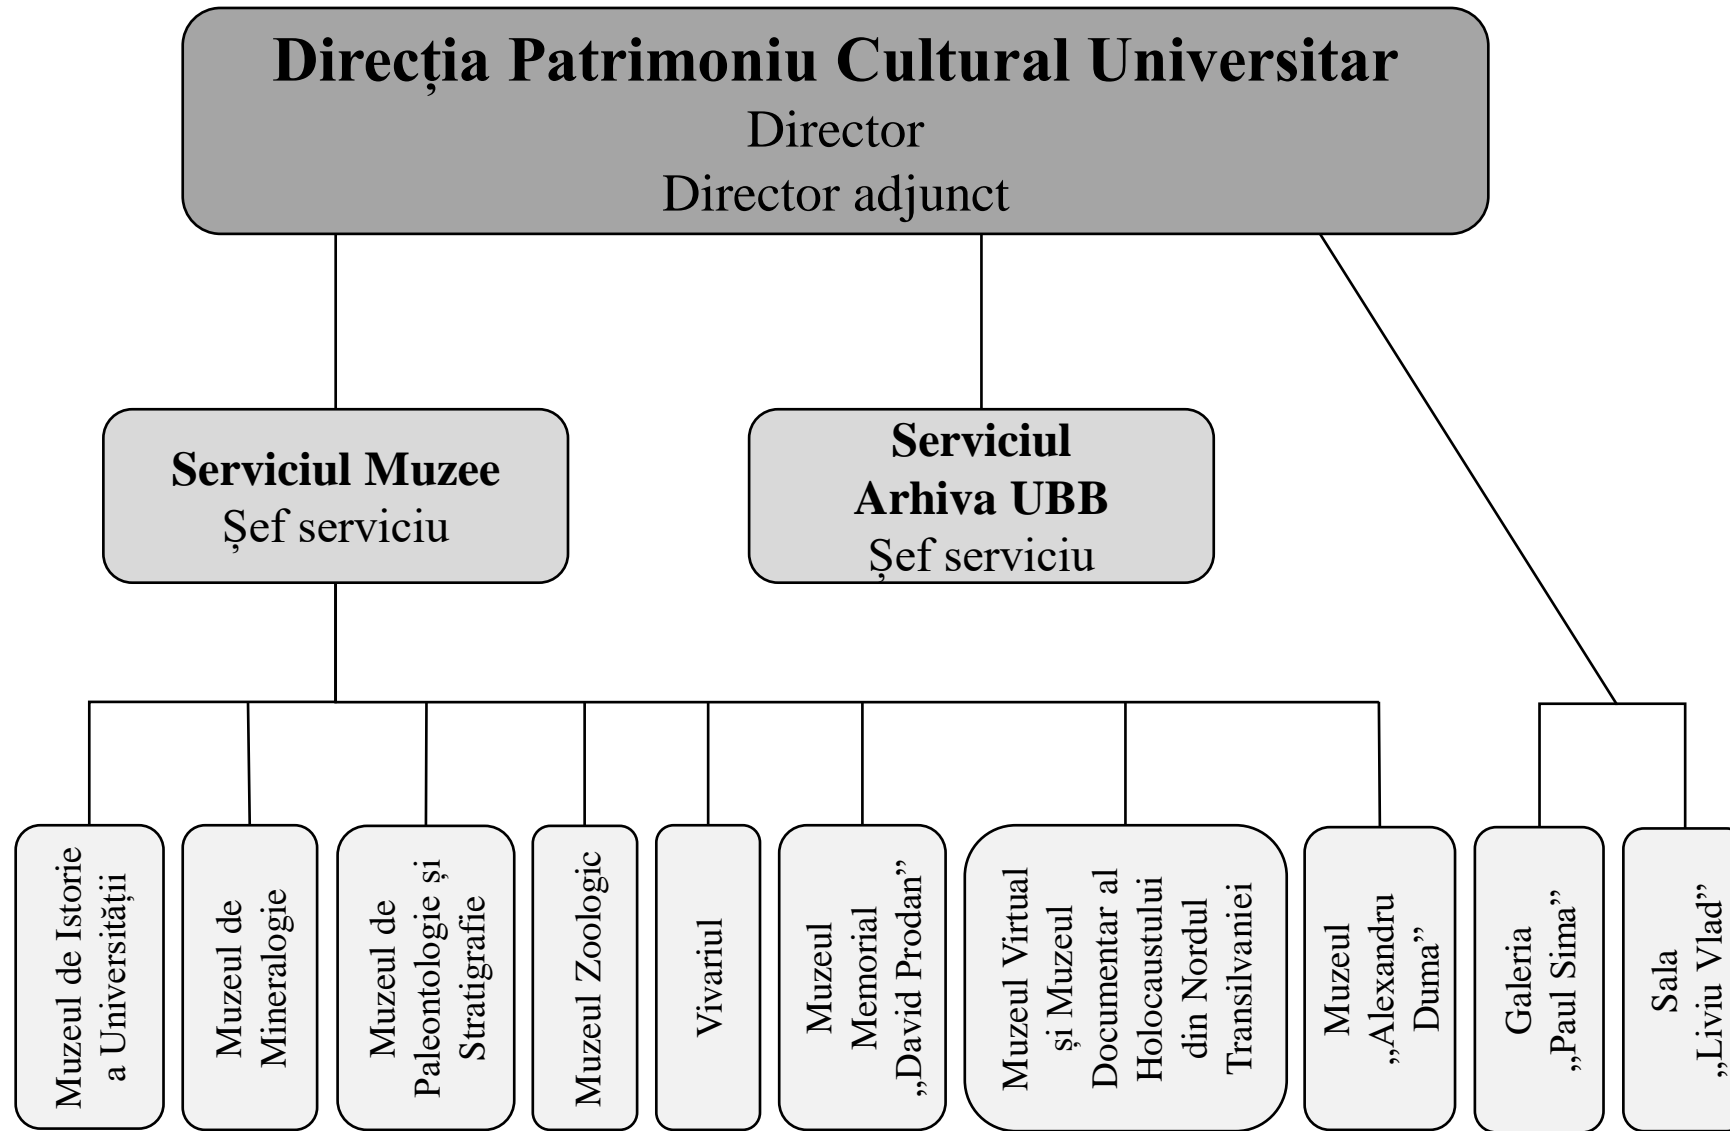 Direcția Patrimoniu Cultural Universitar
Director
Director adjunct
Serviciul Muzee
Șef serviciu
Serviciul
Arhiva UBB
Șef serviciu
Muzeul de Istorie
a Universității
Muzeul de
Mineralogie
Muzeul de
Paleontologie și
Stratigrafie
Muzeul Zoologic
Vivariul
Muzeul
Memorial
„David Prodan”
Muzeul Virtual
și Muzeul
Documentar al
Holocaustului
din Nordul
Transilvaniei
Muzeul
„Alexandru
Duma”
Galeria
„Paul Sima”
Sala
„Liviu Vlad”